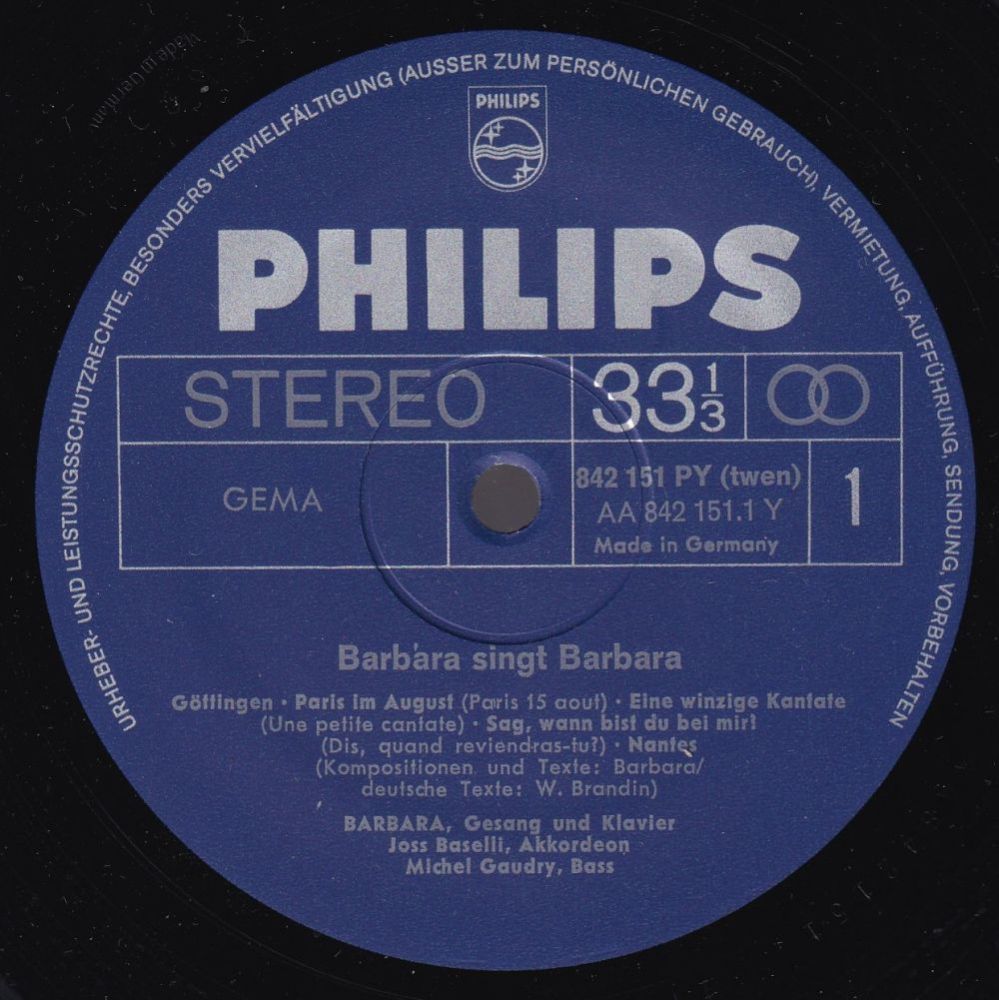 URHEBER- UND LEISTUNGSSCHUTZRECHTE, BESONDERS VERVIELFÄLTIGUNG (AUSSER ZUM PERSÖNLICHEN GEBRAUCH), VERMIETUNG, AUFFÜHRUNG, SENDUNG, VORBEHALTEN
PHILIPS
PHILIPS
STEREO
33 1/3
GEMA
842 151 PY (twen)
AA 842 151.1 Y
Made in Germany
1
Barbara singt Barbara
Göttingen · Paris im August (Paris 15 aout) · Eine winzige Kantate
(Une petite cantate) · Sag, wann bist du bei mir?
(Dis, quand reviendras-tu?) · Nantes
(Kompositionen und Texte: Barbara/
deutsche Texte: W. Brandin)
BARBARA, Gesang und Klavier
Joss Baselli, Akkordeon
Michel Gaudry, Bass